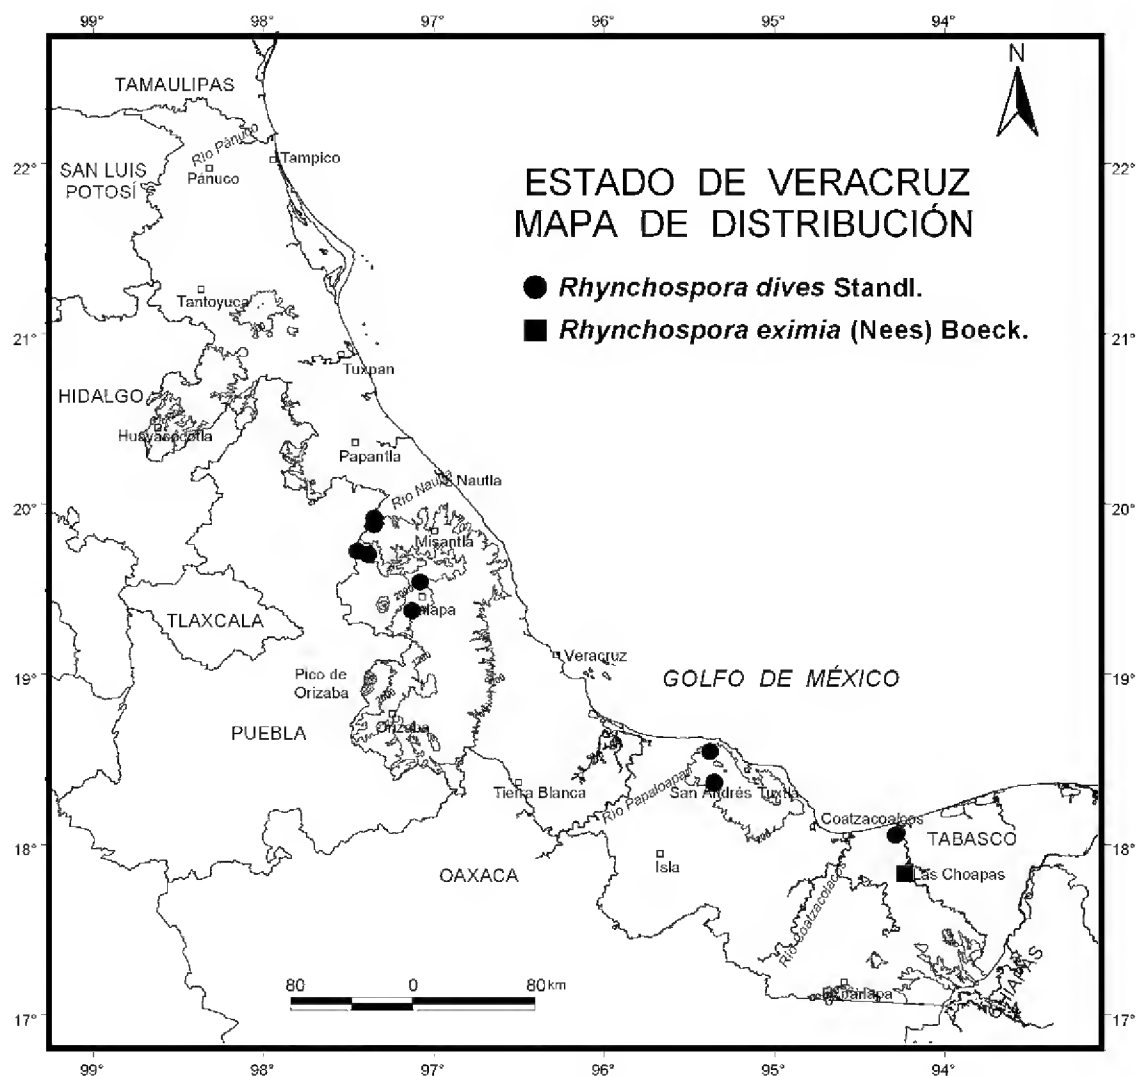 99° 98° 97° 96° 95° 94°
N
TAMAULIPAS
Río Pánuco
Tampico
22° 22°
SAN LUIS
POTOSÍ
Pánuco
ESTADO DE VERACRUZ
MAPA DE DISTRIBUCIÓN
Rhynchospora dives Standl.
Rhynchospora eximia (Nees) Boeck.
Tantoyuca
21° 21°
Tuxpan
HIDALGO
Huayacocotla
Papantla
Nautla
Río Nautla
20° 20°
Misantla
2000
TLAXCALA
Veracruz
19° 19°
Pico de
Orizaba
GOLFO DE MÉXICO
PUEBLA
Orizaba
Tierra Blanca
Río Papaloapan
San Andrés Tuxtla
Coatzacoalcos
TABASCO
18° 18°
OAXACA
Isla
Las Choapas
Río Coatzacoalcos
CHIAPAS
80 0 80 km
17° 17°
99° 98° 97° 96° 95° 94°